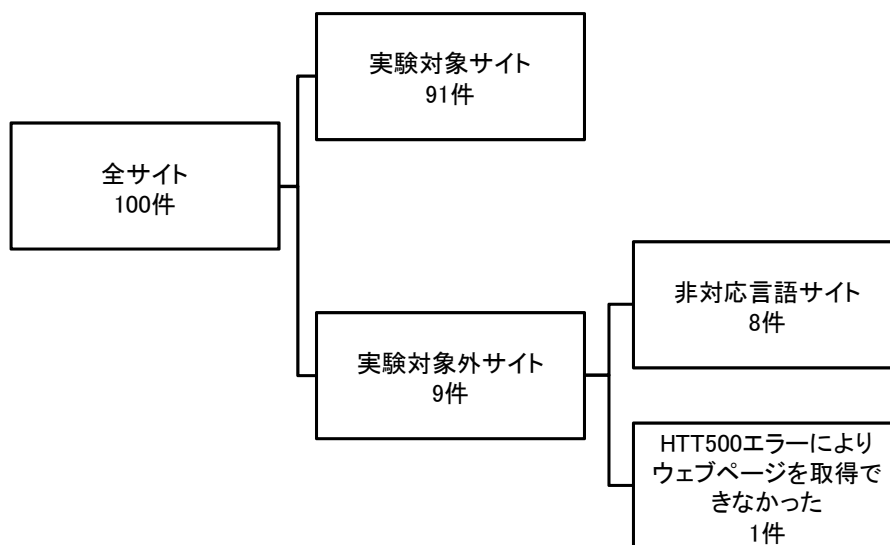 実験対象サイト
91件
全サイト
100件
非対応言語サイト
8件
実験対象外サイト
9件
HTT500エラーにより
ウェブページを取得で
きなかった
1件